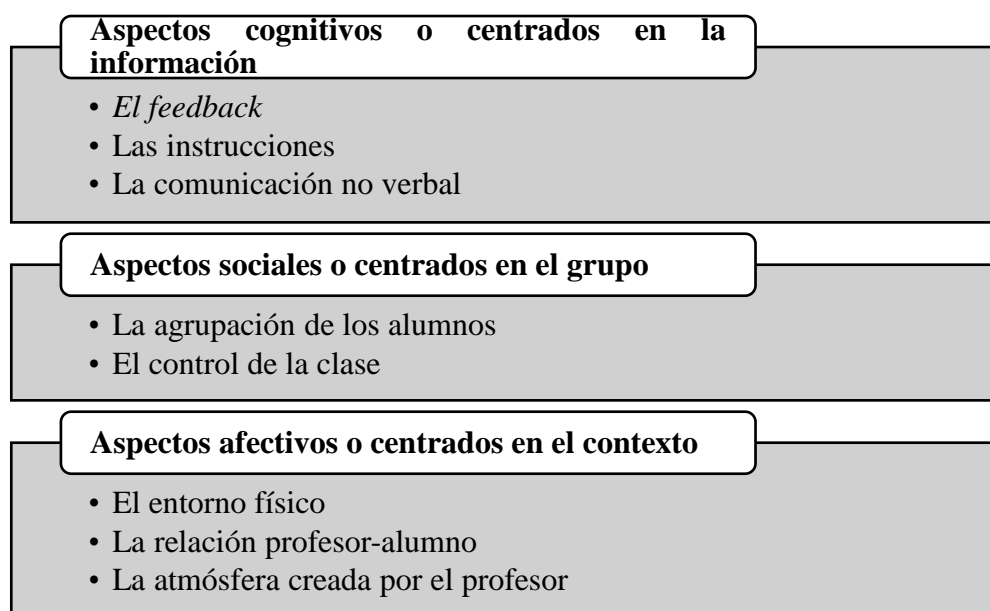 Aspectos cognitivos o centrados en la
información
• El feedback
• Las instrucciones
• La comunicación no verbal
Aspectos sociales o centrados en el grupo
• La agrupación de los alumnos
• El control de la clase
Aspectos afectivos o centrados en el contexto
• El entorno físico
• La relación profesor-alumno
• La atmósfera creada por el profesor